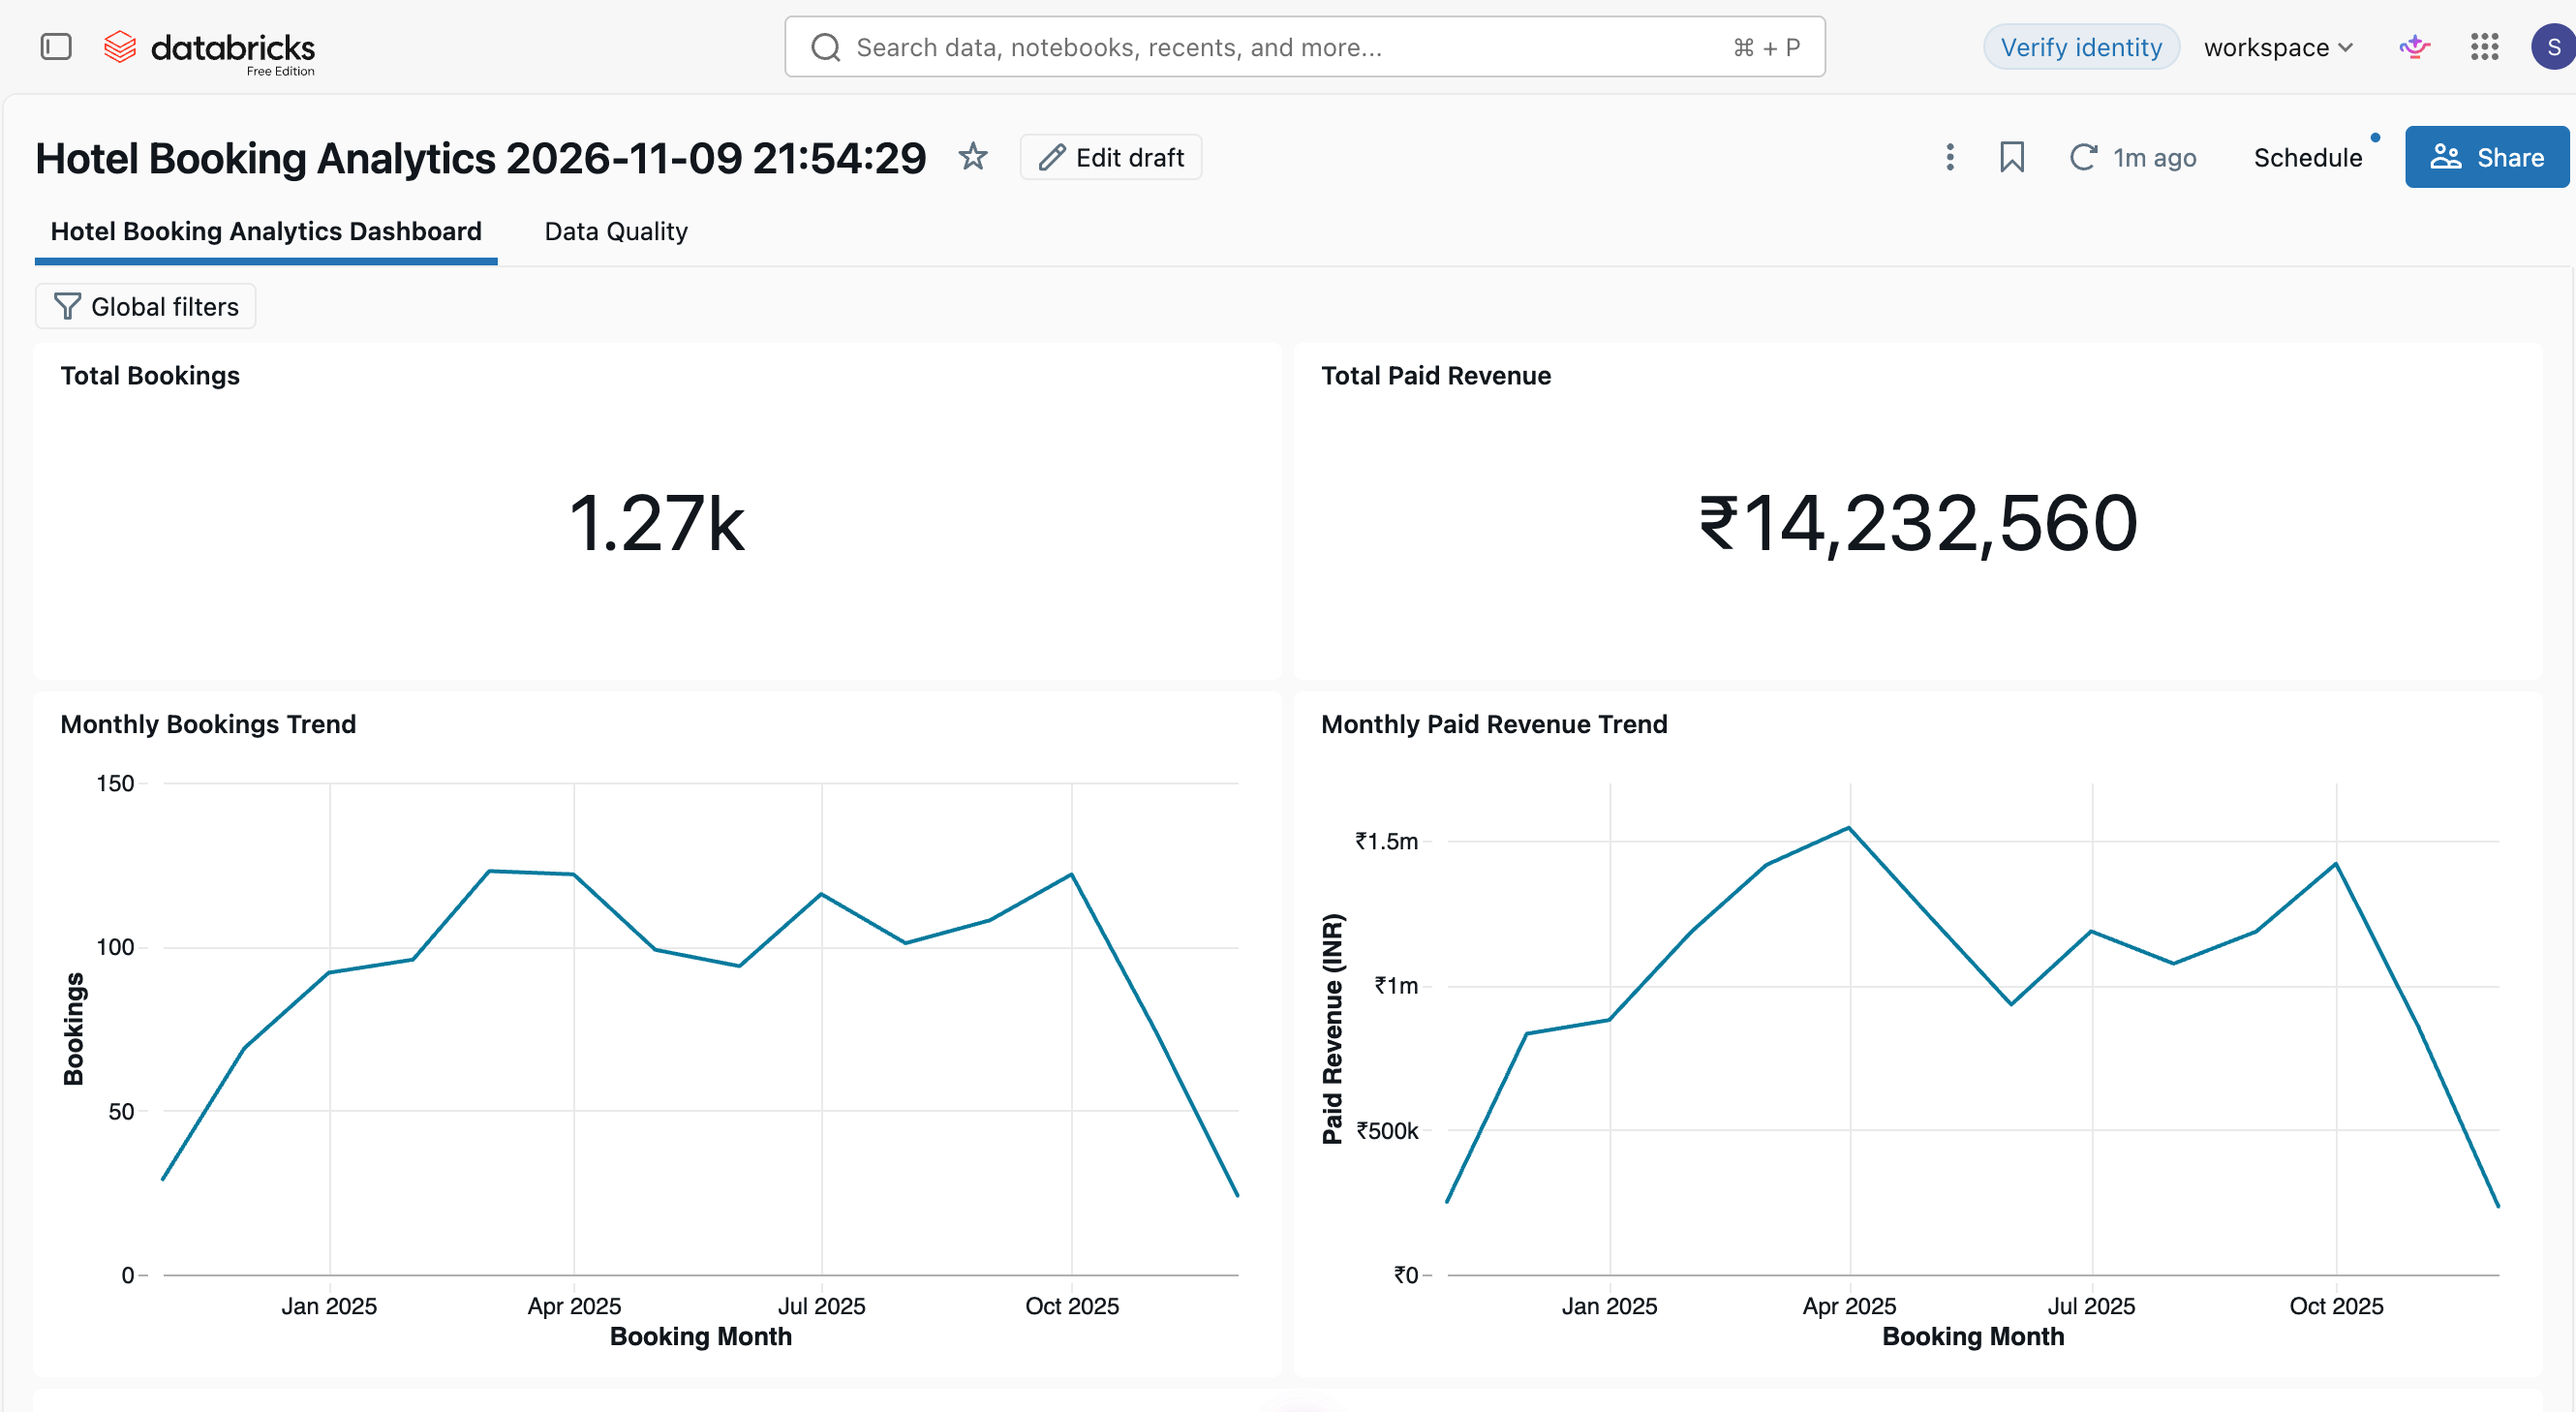 databricks
Free Edition
Search data, notebooks, recents, and more...
⌘ + P
Verify identity
workspace
S
Hotel Booking Analytics 2026-11-09 21:54:29
Edit draft
1m ago
Schedule
Share
Hotel Booking Analytics Dashboard
Data Quality
Global filters
Total Bookings
1.27k
Total Paid Revenue
₹14,232,560
Monthly Bookings Trend
150
100
50
0
Bookings
Jan 2025
Apr 2025
Jul 2025
Oct 2025
Booking Month
Monthly Paid Revenue Trend
₹1.5m
₹1m
₹500k
₹0
Paid Revenue (INR)
Jan 2025
Apr 2025
Jul 2025
Oct 2025
Booking Month